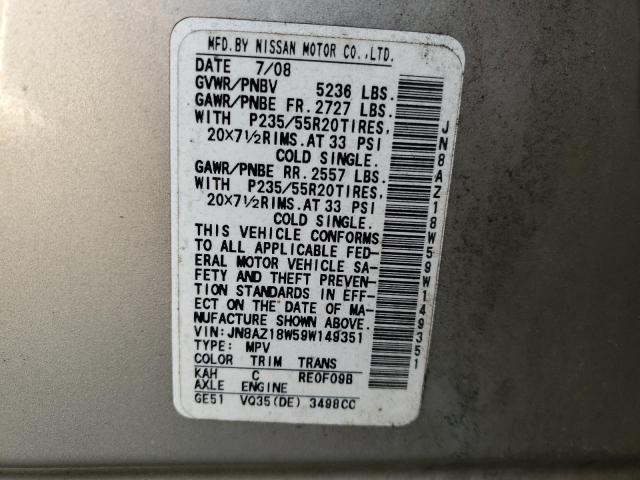 MFD.BY NISSAN MOTOR CO.,LTD.
DATE 7/08
GVWR/PNBV 5236 LBS.
GAWR/PNBE FR. 2727 LBS.
WITH P235/55R20TIRES,
20×7½RIMS.AT 33 PSI
COLD SINGLE.
GAWR/PNBE RR. 2557 LBS.
WITH P235/55R20TIRES,
20×7½RIMS.AT 33 PSI
COLD SINGLE.
THIS VEHICLE CONFORMS
TO ALL APPLICABLE FED-
ERAL MOTOR VEHICLE SA-
FETY AND THEFT PREVEN-
TION STANDARDS IN EFF-
ECT ON THE DATE OF MA-
NUFACTURE SHOWN ABOVE.
VIN:JN8AZ18W59W149351
TYPE: MPV
COLOR TRIM TRANS
KAH C RE0F09B
AXLE ENGINE
GE51 VQ35(DE) 3498CC
JN8AZ18W59W149351